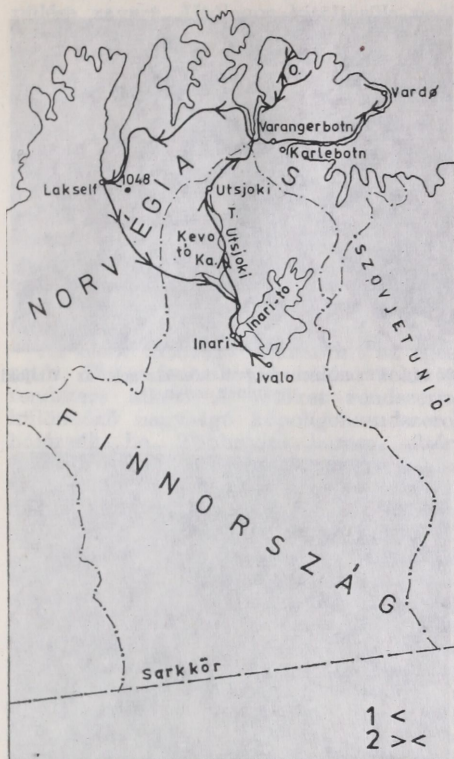 O.
Vardø
Varangerbotn
Karlebotn
Lakself
1048
Utsjoki
T.
Utsjoki
Kevo
tó
Ka.
Inari-tó
Inari
Ivalo
NORVÉGIA
S
SZOVJETUNIÓ
FINNORSZÁG
Sarkkör
1 <
2 ><